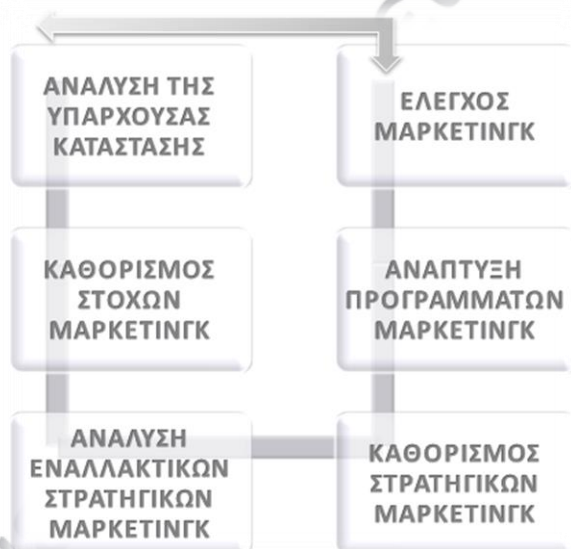 ΑΝΑΛΥΣΗ ΤΗΣ
ΥΠΑΡΧΟΥΣΑΣ
ΚΑΤΑΣΤΑΣΗΣ
ΚΑΘΟΡΙΣΜΟΣ
ΣΤΟΧΩΝ
ΜΑΡΚΕΤΙΝΓΚ
ΑΝΑΛΥΣΗ
ΕΝΑΛΛΑΚΤΙΚΩΝ
ΣΤΡΑΤΗΓΙΚΩΝ
ΜΑΡΚΕΤΙΝΓΚ
ΚΑΘΟΡΙΣΜΟΣ
ΣΤΡΑΤΗΓΙΚΩΝ
ΜΑΡΚΕΤΙΝΓΚ
ΑΝΑΠΤΥΞΗ
ΠΡΟΓΡΑΜΜΑΤΩΝ
ΜΑΡΚΕΤΙΝΓΚ
ΕΛΕΓΧΟΣ
ΜΑΡΚΕΤΙΝΓΚ